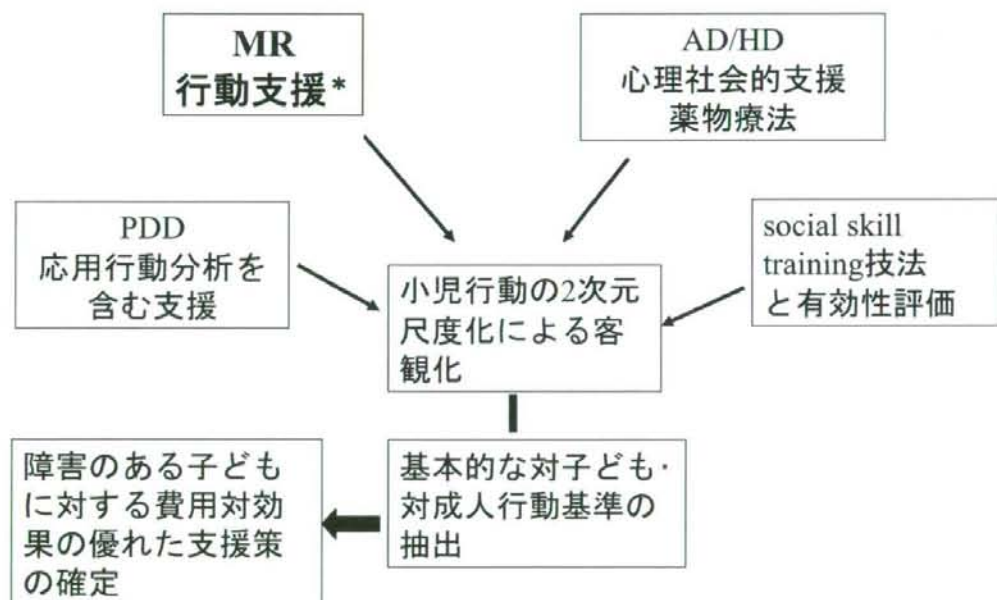 MR
行動支援*
AD/HD
心理社会的支援
薬物療法
PDD
応用行動分析を
含む支援
social skill
training技法
と有効性評価
小児行動の2次元
尺度化による客
観化
障害のある子ども
に対する費用対効
果の優れた支援策
の確定
基本的な対子ども・
対成人行動基準の
抽出